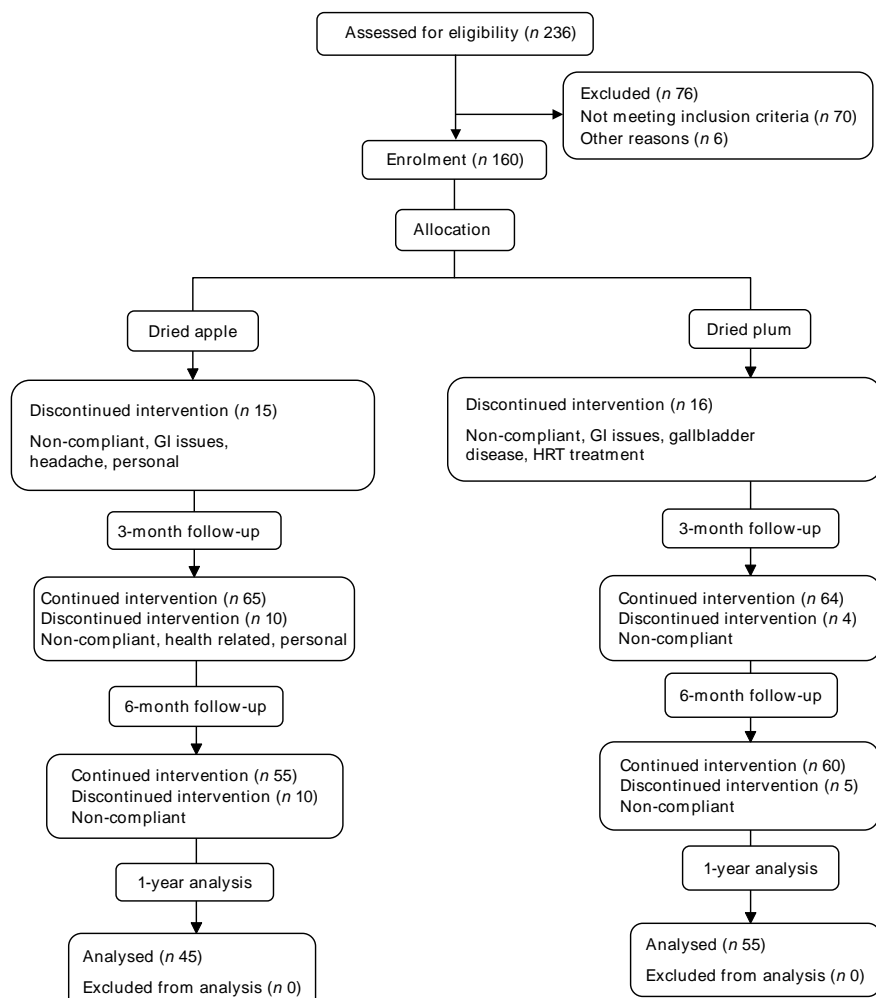 Assessed for eligibility (n 236)
Excluded (n 76)
Not meeting inclusion criteria (n 70)
Other reasons (n 6)
Enrolment (n 160)
Allocation
Dried apple
Dried plum
Discontinued intervention (n 15)
Non-compliant, GI issues,
headache, personal
Discontinued intervention (n 16)
Non-compliant, GI issues, gallbladder
disease, HRT treatment
3-month follow-up
3-month follow-up
Continued intervention (n 65)
Discontinued intervention (n 10)
Non-compliant, health related, personal
Continued intervention (n 64)
Discontinued intervention (n 4)
Non-compliant
6-month follow-up
6-month follow-up
Continued intervention (n 55)
Discontinued intervention (n 10)
Non-compliant
Continued intervention (n 60)
Discontinued intervention (n 5)
Non-compliant
1-year analysis
1-year analysis
Analysed (n 45)
Excluded from analysis (n 0)
Analysed (n 55)
Excluded from analysis (n 0)